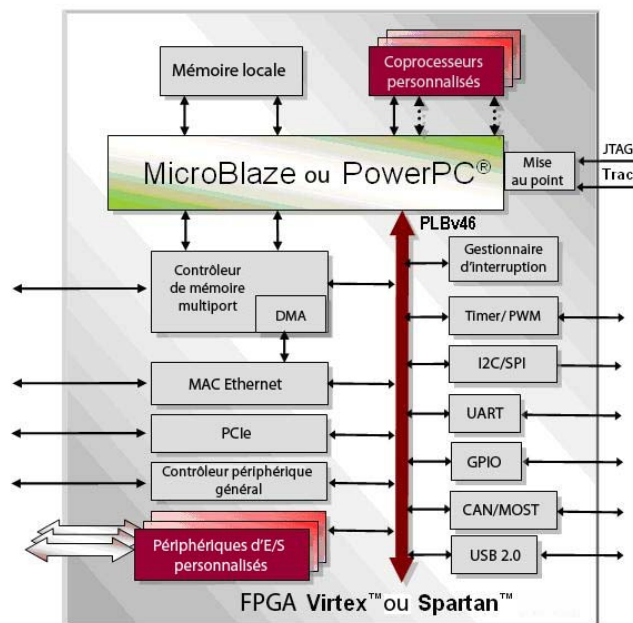 Mémoire locale
Coprocesseurs
personnalisés
MicroBlaze ou PowerPC®
Mise
au point
JTAG
Trac
PLBv46
Contrôleur
de mémoire
multiport
DMA
Gestionnaire
d'interruption
Timer/ PWM
MAC Ethernet
I2C/SPI
PCIe
UART
Contrôleur périphérique
général
GPIO
Périphériques d'E/S
personnalisés
CAN/MOST
USB 2.0
FPGA Virtex™ ou Spartan™